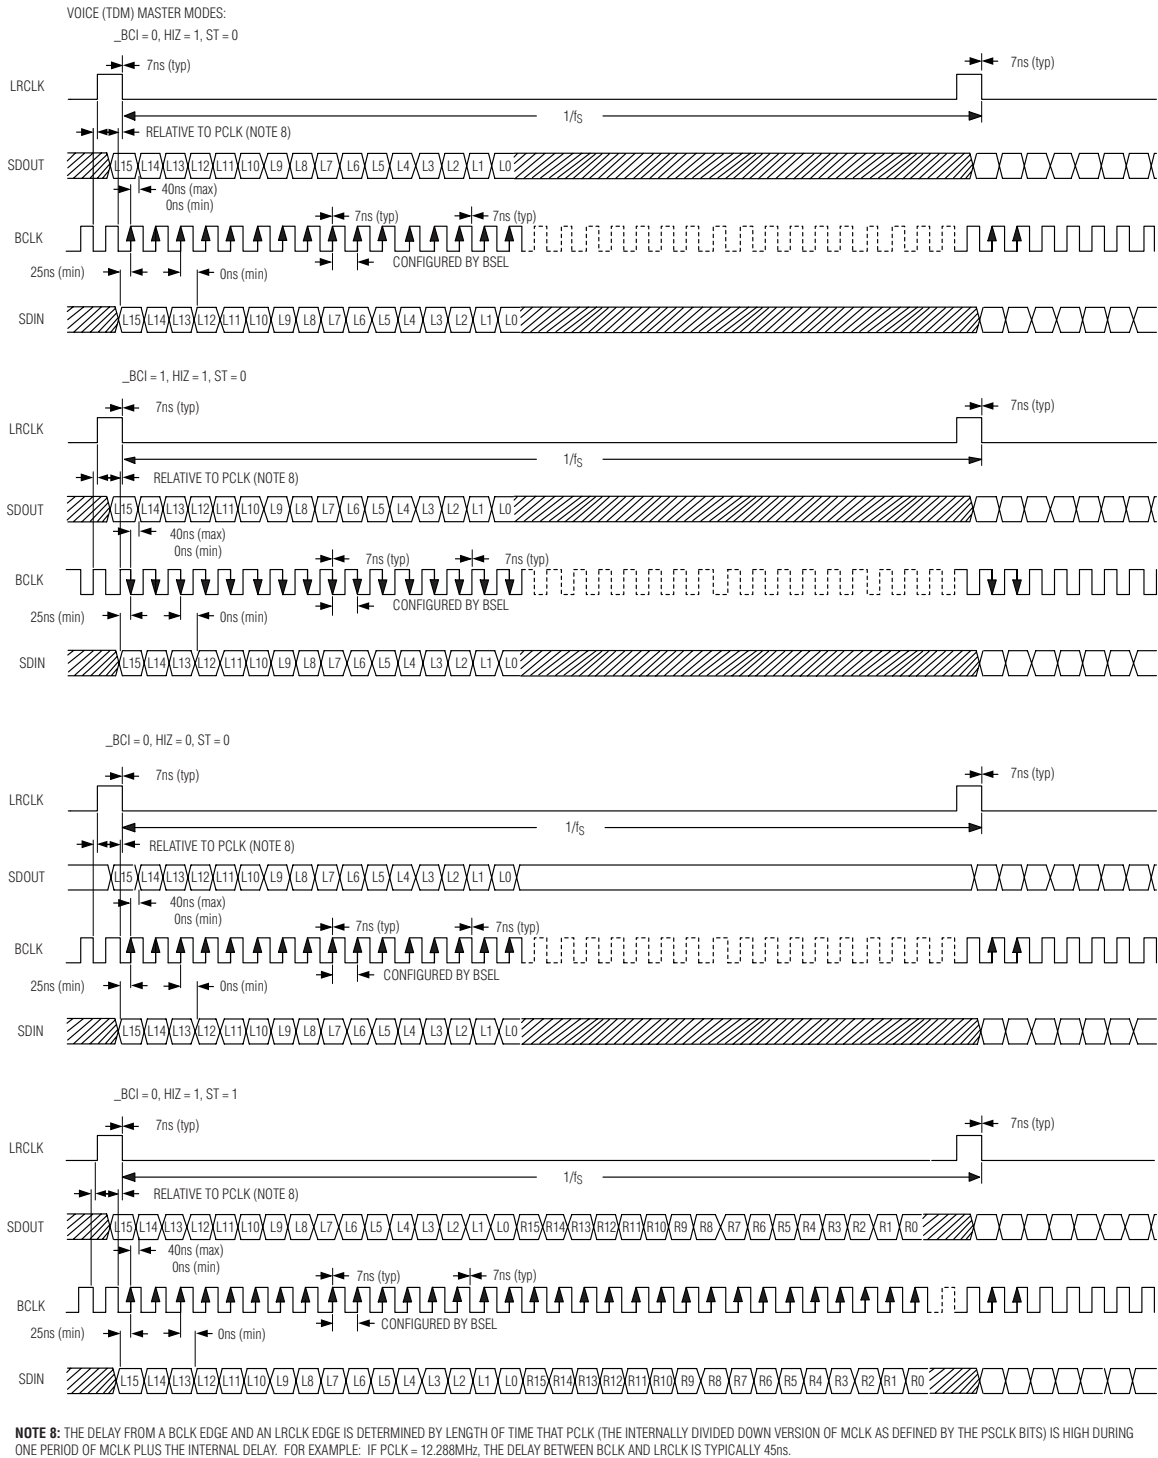 VOICE (TDM) MASTER MODES:
_BCI = 0, HIZ = 1, ST = 0
7ns (typ) 7ns (typ)
LRCLK
1/fS
RELATIVE TO PCLK (NOTE 8)
SDOUT L15 L14 L13 L12 L11 L10 L9 L8 L7 L6 L5 L4 L3 L2 L1 L0
40ns (max)
0ns (min)
7ns (typ) 7ns (typ)
BCLK
CONFIGURED BY BSEL
25ns (min) 0ns (min)
SDIN L15 L14 L13 L12 L11 L10 L9 L8 L7 L6 L5 L4 L3 L2 L1 L0
_BCI = 1, HIZ = 1, ST = 0
7ns (typ) 7ns (typ)
LRCLK
1/fS
RELATIVE TO PCLK (NOTE 8)
SDOUT L15 L14 L13 L12 L11 L10 L9 L8 L7 L6 L5 L4 L3 L2 L1 L0
40ns (max)
0ns (min)
7ns (typ) 7ns (typ)
BCLK
CONFIGURED BY BSEL
25ns (min) 0ns (min)
SDIN L15 L14 L13 L12 L11 L10 L9 L8 L7 L6 L5 L4 L3 L2 L1 L0
_BCI = 0, HIZ = 0, ST = 0
7ns (typ) 7ns (typ)
LRCLK
1/fS
RELATIVE TO PCLK (NOTE 8)
SDOUT L15 L14 L13 L12 L11 L10 L9 L8 L7 L6 L5 L4 L3 L2 L1 L0
40ns (max)
0ns (min)
7ns (typ) 7ns (typ)
BCLK
CONFIGURED BY BSEL
25ns (min) 0ns (min)
SDIN L15 L14 L13 L12 L11 L10 L9 L8 L7 L6 L5 L4 L3 L2 L1 L0
_BCI = 0, HIZ = 1, ST = 1
7ns (typ) 7ns (typ)
LRCLK
1/fS
RELATIVE TO PCLK (NOTE 8)
SDOUT L15 L14 L13 L12 L11 L10 L9 L8 L7 L6 L5 L4 L3 L2 L1 L0 R15 R14 R13 R12 R11 R10 R9 R8 R7 R6 R5 R4 R3 R2 R1 R0
40ns (max)
0ns (min)
7ns (typ) 7ns (typ)
BCLK
CONFIGURED BY BSEL
25ns (min) 0ns (min)
SDIN L15 L14 L13 L12 L11 L10 L9 L8 L7 L6 L5 L4 L3 L2 L1 L0 R15 R14 R13 R12 R11 R10 R9 R8 R7 R6 R5 R4 R3 R2 R1 R0
NOTE 8: THE DELAY FROM A BCLK EDGE AND AN LRCLK EDGE IS DETERMINED BY LENGTH OF TIME THAT PCLK (THE INTERNALLY DIVIDED DOWN VERSION OF MCLK AS DEFINED BY THE PSCLK BITS) IS HIGH DURING
ONE PERIOD OF MCLK PLUS THE INTERNAL DELAY. FOR EXAMPLE: IF PCLK = 12.288MHz, THE DELAY BETWEEN BCLK AND LRCLK IS TYPICALLY 45ns.